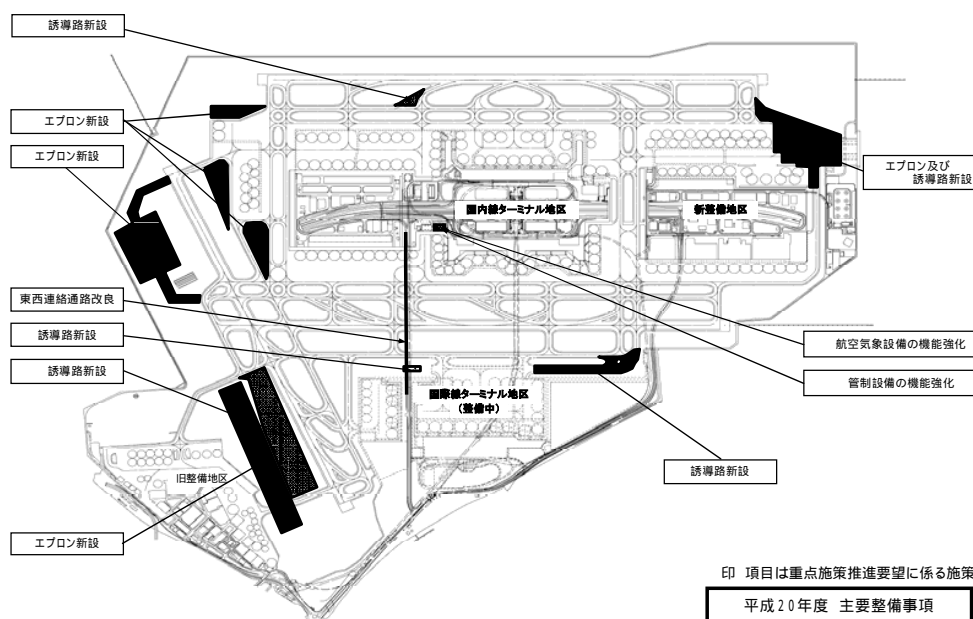 誘導路新設
エプロン新設
エプロン新設
エプロン及び
誘導路新設
国内線ターミナル地区
新整備地区
東西連絡通路改良
誘導路新設
誘導路新設
航空気象設備の機能強化
管制設備の機能強化
国際線ターミナル地区
(整備中)
誘導路新設
旧整備地区
エプロン新設
印 項目は重点施策推進要望に係る施策
平成20年度 主要整備事項